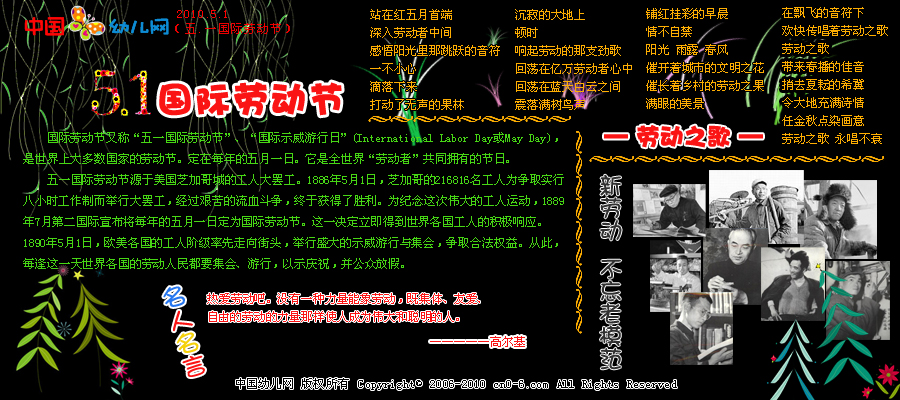 中国幼儿网
2010.5.1
(五一国际劳动节)
5.1国际劳动节
站在红五月首端
深入劳动者中间
感悟阳光里那跳跃的音符
一不小心
滴落下来
打动了无声的果林
沉寂的大地上
顿时
响起劳动的那支劲歌
回荡在亿万劳动者心中
回荡在蓝天白云之间
震落满树鸟声
铺红挂彩的早晨
情不自禁
阳光 雨露 春风
催开着城市的文明之花
催长着乡村的劳动之果
满眼的美景
在飘飞的音符下
欢快传唱着劳动之歌
劳动之歌
带来春播的佳音
捎去夏耘的希冀
令大地充满诗情
任金秋点染画意
劳动之歌 永唱不衰
— 劳动之歌 —
国际劳动节又称“五一国际劳动节”、“国际示威游行日”(International Labor Day或May Day),
是世界上大多数国家的劳动节。定在每年的五月一日。它是全世界“劳动者”共同拥有的节日。
五一国际劳动节源于美国芝加哥城的工人大罢工。1886年5月1日,芝加哥的216816名工人为争取实行
八小时工作制而举行大罢工,经过艰苦的流血斗争,终于获得了胜利。为纪念这次伟大的工人运动,1889
年7月第二国际宣布将每年的五月一日定为国际劳动节。这一决定立即得到世界各国工人的积极响应。
1890年5月1日,欧美各国的工人阶级率先走向街头,举行盛大的示威游行与集会,争取合法权益。从此,
每逢这一天世界各国的劳动人民都要集会、游行,以示庆祝,并公众放假。
新劳动 不忘老模范
名人名言
热爱劳动吧。没有一种力量能象劳动,既集体、友爱、
自由的劳动的力量那样使人成为伟大和聪明的人。
—————高尔基
中国幼儿网 版权所有 Copyright© 2006-2010 cn0-6.com All Rights Reserved